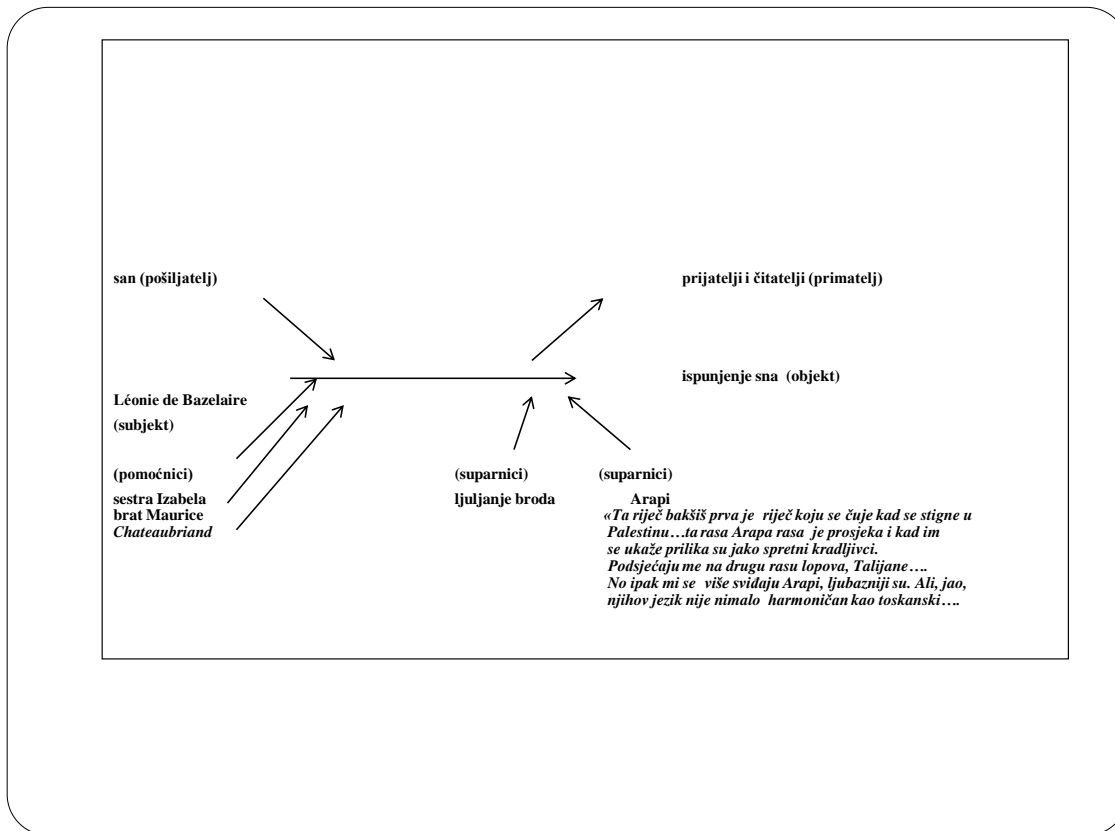 san (pošiljatelj)
prijatelji i čitatelji (primatelj)
ispunjenje sna (objekt)
Léonie de Bazelaire
(subjekt)
(pomoćnici)
sestra Izabela
brat Maurice
Chateaubriand
(suparnici)
ljuljanje broda
(suparnici)
Arapi
«Ta riječ bakšiš prva je riječ koju se čuje kad se stigne u
Palestinu…ta rasa Arapa rasa je prosjeka i kad im
se ukaže prilika su jako spretni kradljivci.
Podsjećaju me na drugu rasu lopova, Talijane….
No ipak mi se više sviđaju Arapi, ljubazniji su. Ali, jao,
njihov jezik nije nimalo harmoničan kao toskanski….